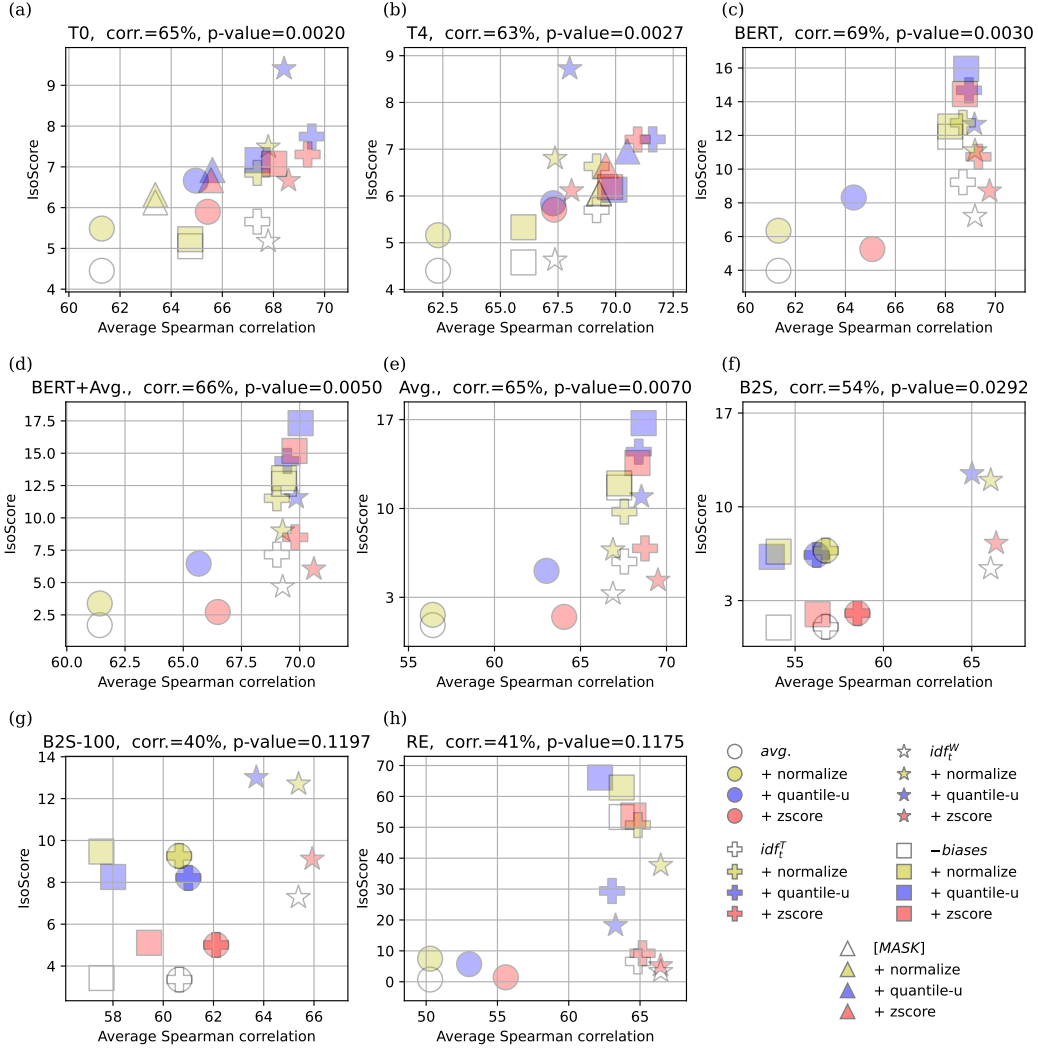 (a)
T0,  corr.=65%, p-value=0.0020
IsoScore
9
8
7
6
5
4
60 62 64 66 68 70
Average Spearman correlation
(b)
T4,  corr.=63%, p-value=0.0027
IsoScore
9
8
7
6
5
4
62.5 65.0 67.5 70.0 72.5
Average Spearman correlation
(c)
BERT,  corr.=69%, p-value=0.0030
IsoScore
16
14
12
10
8
6
4
60 62 64 66 68 70
Average Spearman correlation
(d)
BERT+Avg.,  corr.=66%, p-value=0.0050
IsoScore
17.5
15.0
12.5
10.0
7.5
5.0
2.5
60.0 62.5 65.0 67.5 70.0
Average Spearman correlation
(e)
Avg.,  corr.=65%, p-value=0.0070
IsoScore
17
10
3
55 60 65 70
Average Spearman correlation
(f)
B2S, corr.=54%, p-value=0.0292
IsoScore
17
10
3
55 60 65
Average Spearman correlation
(g)
B2S-100,  corr.=40%, p-value=0.1197
IsoScore
14
12
10
8
6
4
58 60 62 64 66
Average Spearman correlation
(h)
RE,  corr.=41%, p-value=0.1175
IsoScore
70
60
50
40
30
20
10
0
50 55 60 65
Average Spearman correlation
avg.
+ normalize
+ quantile-u
+ zscore
idf_t^T
+ normalize
+ quantile-u
+ zscore
idf_t^W
+ normalize
+ quantile-u
+ zscore
−biases
+ normalize
+ quantile-u
+ zscore
[MASK]
+ normalize
+ quantile-u
+ zscore